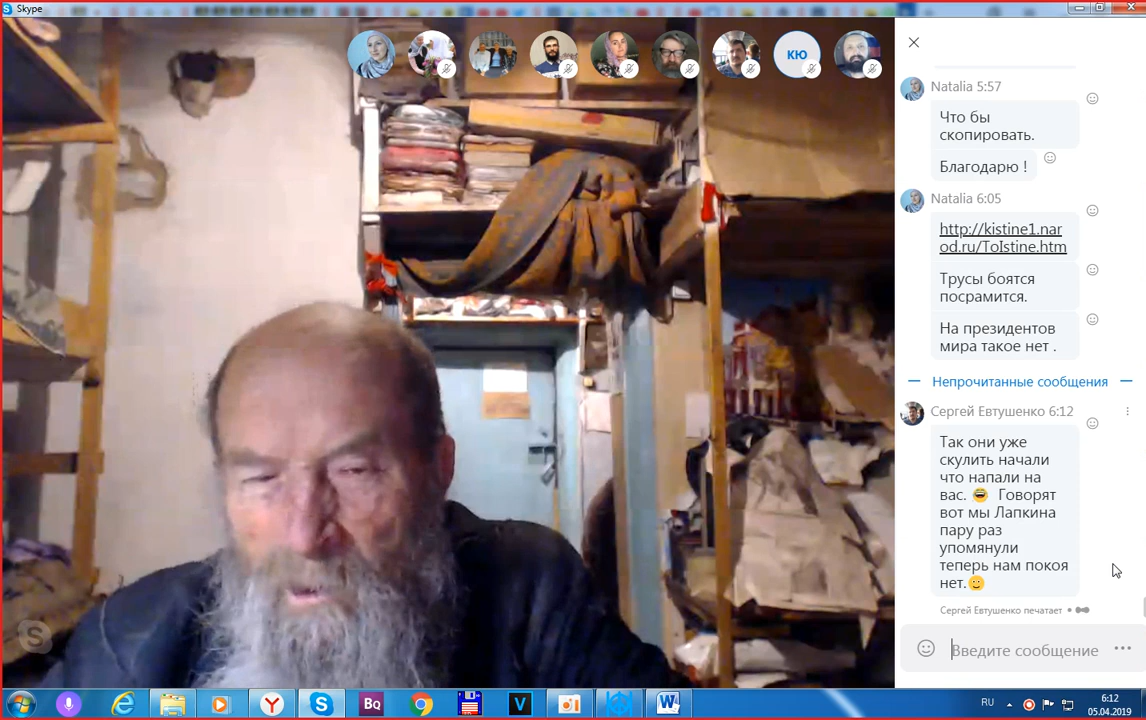 Skype
КЮ
Natalia 5:57
Что бы
скопировать.
Благодарю !
Natalia 6:05
http://kistine1.nar
od.ru/ToIstine.htm
Трусы боятся
посрамится.
На президентов
мира такое нет .
Непрочитанные сообщения
Сергей Евтушенко 6:12
Так они уже
скулить начали
что напали на
вас. Говорят
вот мы Лапкина
пару раз
упомянули
теперь нам покоя
нет.
Сергей Евтушенко печатает
Введите сообщение
Bq
V
RU
6:12
05.04.2019